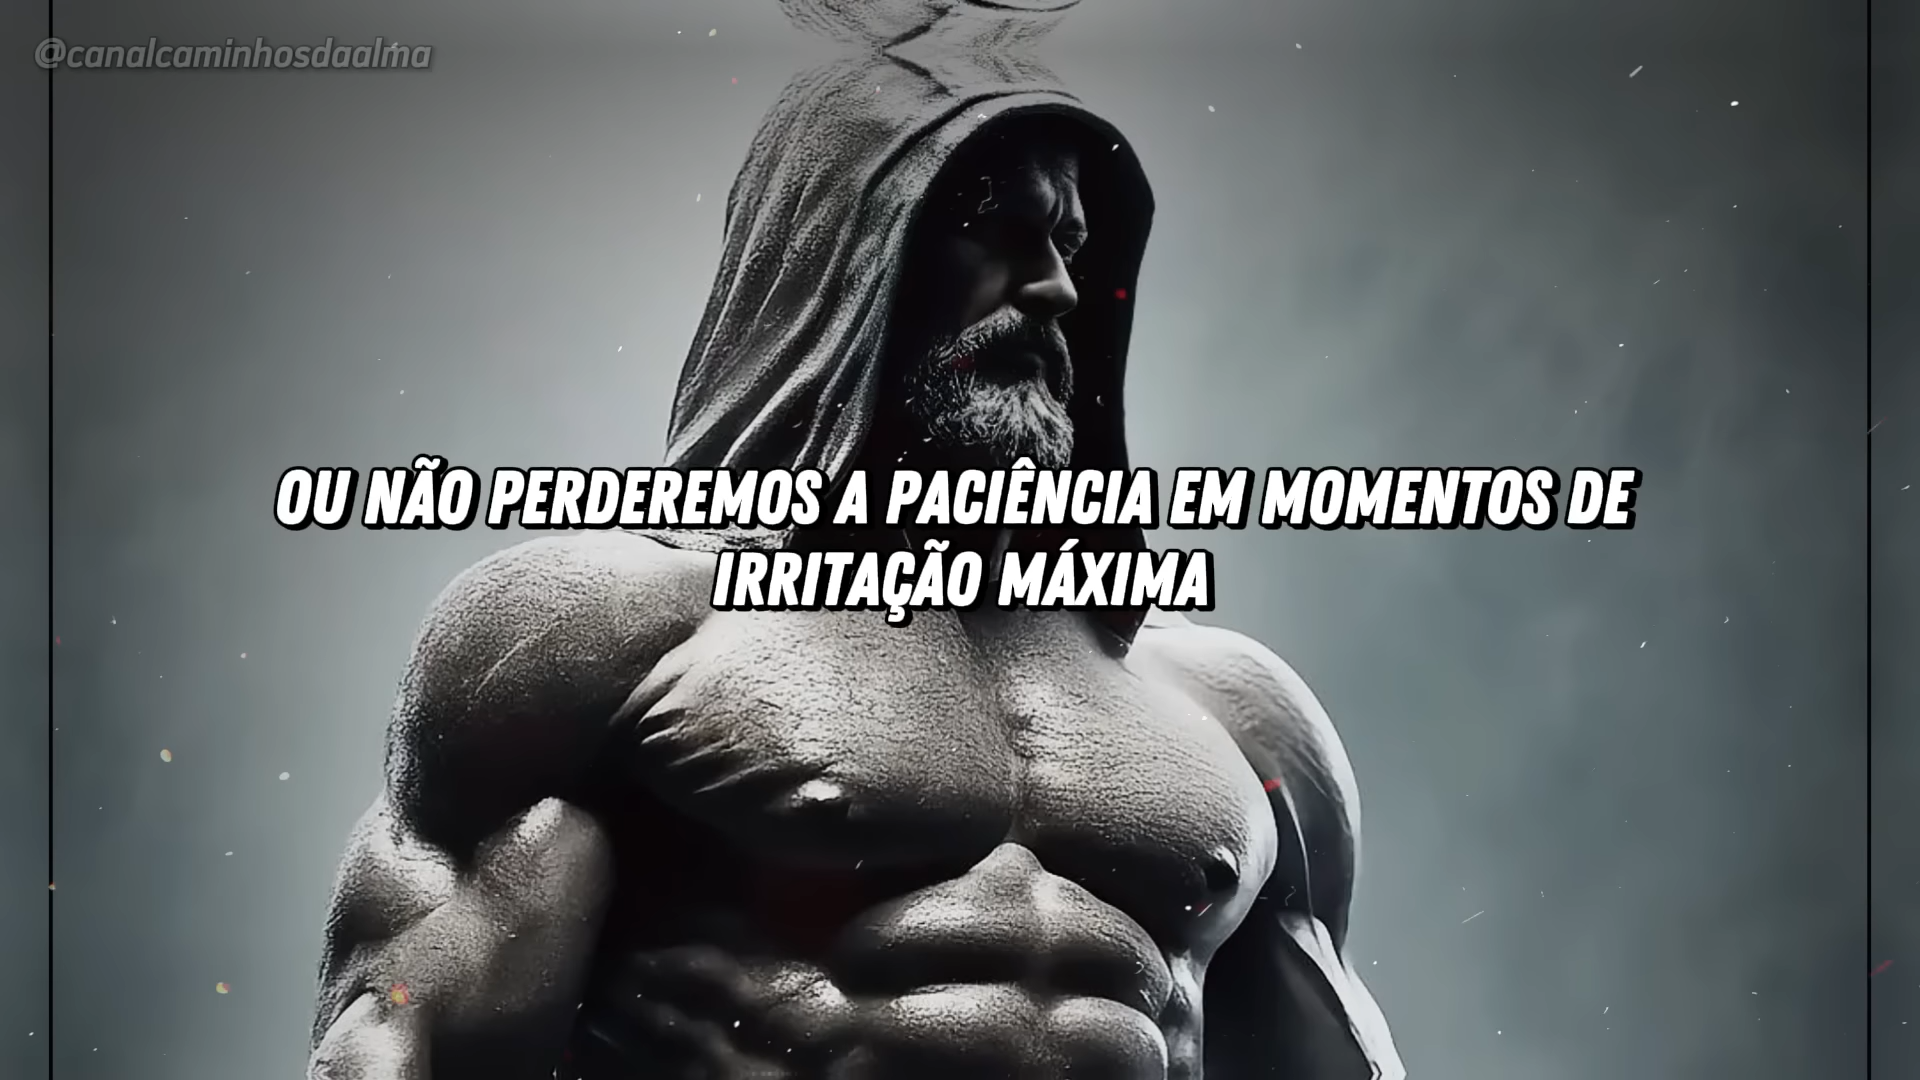 @canalcaminhosdaalma
OU NÃO PERDEREMOS A PACIÊNCIA EM MOMENTOS DE
IRRITAÇÃO MÁXIMA